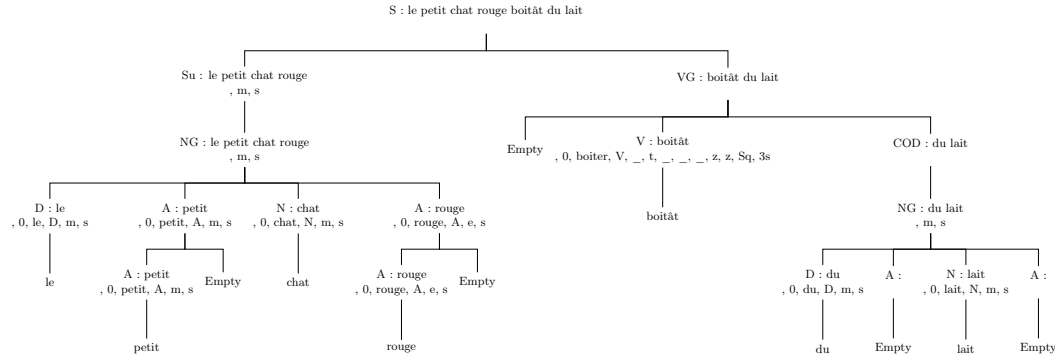 S : le petit chat rouge boitât du lait
Su : le petit chat rouge
, m, s
VG : boitât du lait
NG : le petit chat rouge
, m, s
Empty
V : boitât
, 0, boiter, V, _, t, _, _, _, z, z, Sq, 3s
COD : du lait
D : le
, 0, le, D, m, s
A : petit
, 0, petit, A, m, s
N : chat
, 0, chat, N, m, s
A : rouge
, 0, rouge, A, e, s
boitât
NG : du lait
, m, s
le
A : petit
, 0, petit, A, m, s
Empty
chat
A : rouge
, 0, rouge, A, e, s
Empty
D : du
, 0, du, D, m, s
A :
N : lait
, 0, lait, N, m, s
A :
petit
rouge
du
Empty
lait
Empty